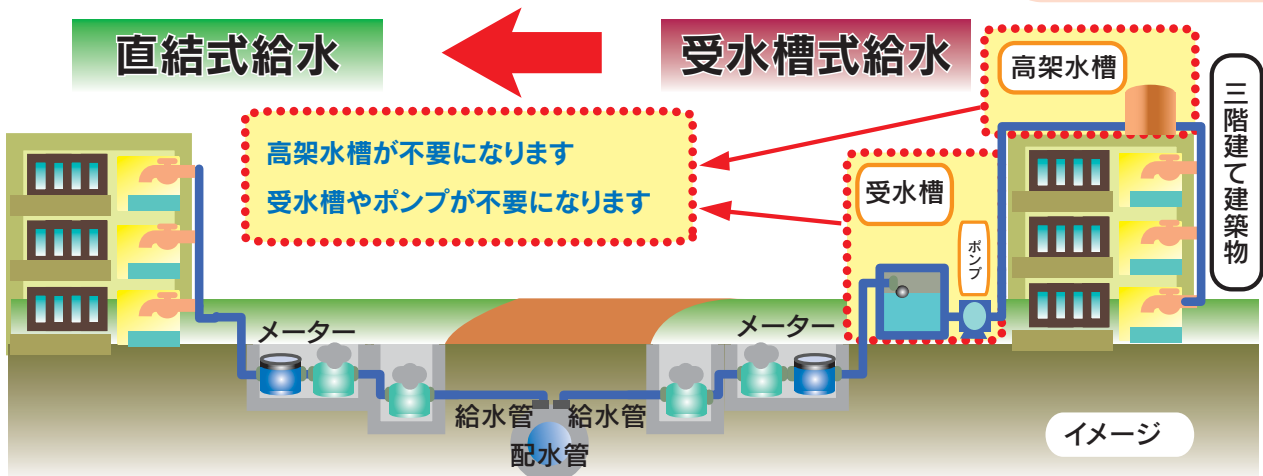 直結式給水
受水槽式給水
高架水槽
三階建て建築物
高架水槽が不要になります
受水槽やポンプが不要になります
受水槽
ポンプ
メーター
メーター
給水管
給水管
配水管
イメージ